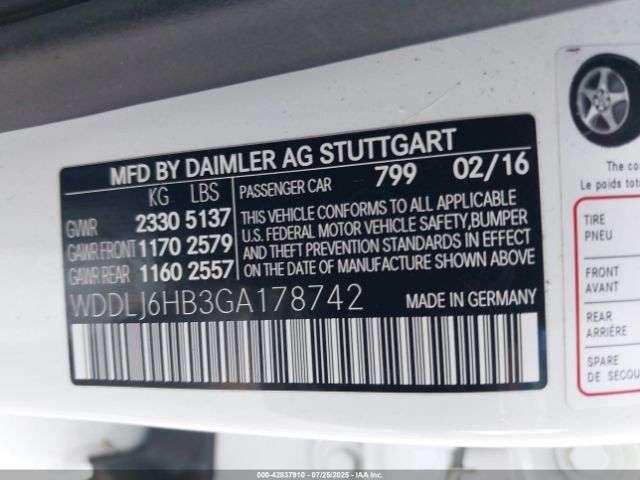 MFD BY DAIMLER AG STUTTGART
KG LBS
GVWR 2330 5137
GAWR FRONT 1170 2579
GAWR REAR 1160 2557
PASSENGER CAR 799 02/16
THIS VEHICLE CONFORMS TO ALL APPLICABLE
U.S. FEDERAL MOTOR VEHICLE SAFETY,BUMPER
AND THEFT PREVENTION STANDARDS IN EFFECT
ON THE DATE OF MANUFACTURE SHOWN ABOVE
WDDLJ6HB3GA178742
MADE IN GERMANY
The co
Le poids tota
TIRE
PNEU
FRONT
AVANT
REAR
ARRIÈRE
SPARE
DE SECOU
000-42837910 - 07/25/2025 - IAAI.COM